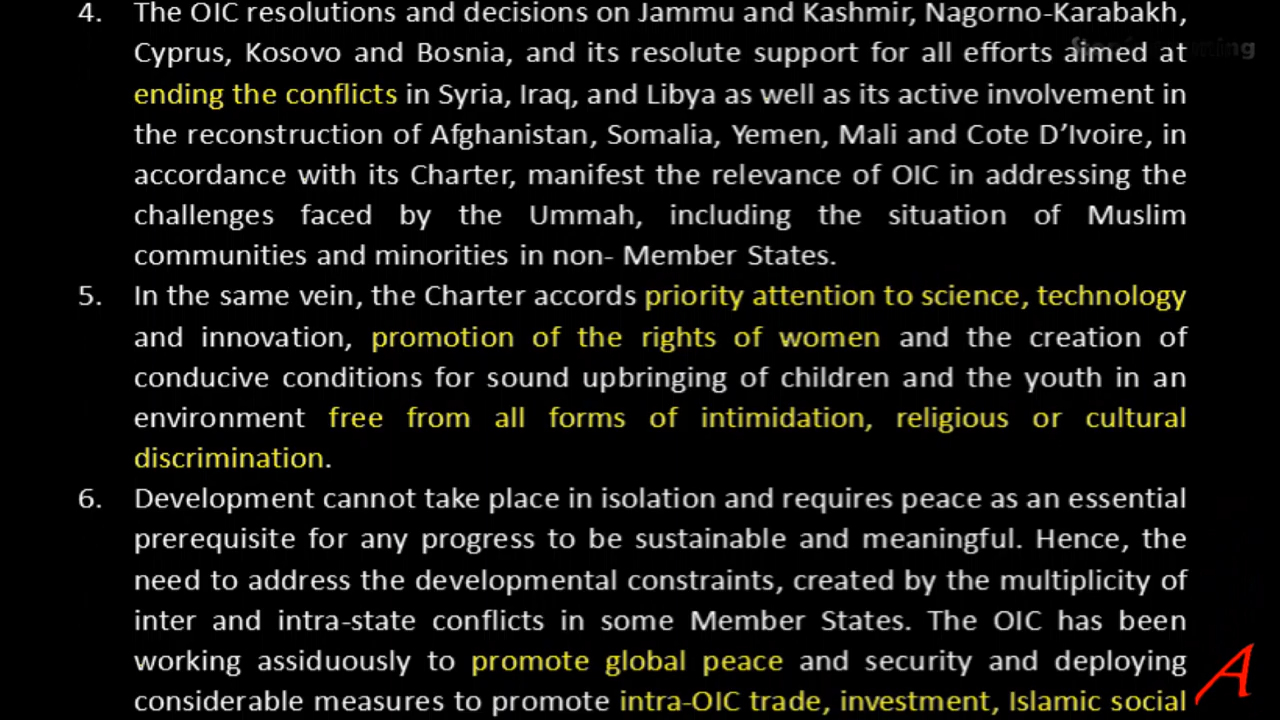 4. The OIC resolutions and decisions on Jammu and Kashmir, Nagorno-Karabakh,
Cyprus, Kosovo and Bosnia, and its resolute support for all efforts aimed at
ending the conflicts in Syria, Iraq, and Libya as well as its active involvement in
the reconstruction of Afghanistan, Somalia, Yemen, Mali and Cote D’Ivoire, in
accordance with its Charter, manifest the relevance of OIC in addressing the
challenges faced by the Ummah, including the situation of Muslim
communities and minorities in non- Member States.
5. In the same vein, the Charter accords priority attention to science, technology
and innovation, promotion of the rights of women and the creation of
conducive conditions for sound upbringing of children and the youth in an
environment free from all forms of intimidation, religious or cultural
discrimination.
6. Development cannot take place in isolation and requires peace as an essential
prerequisite for any progress to be sustainable and meaningful. Hence, the
need to address the developmental constraints, created by the multiplicity of
inter and intra-state conflicts in some Member States. The OIC has been
working assiduously to promote global peace and security and deploying
considerable measures to promote intra-OIC trade, investment, Islamic social
A